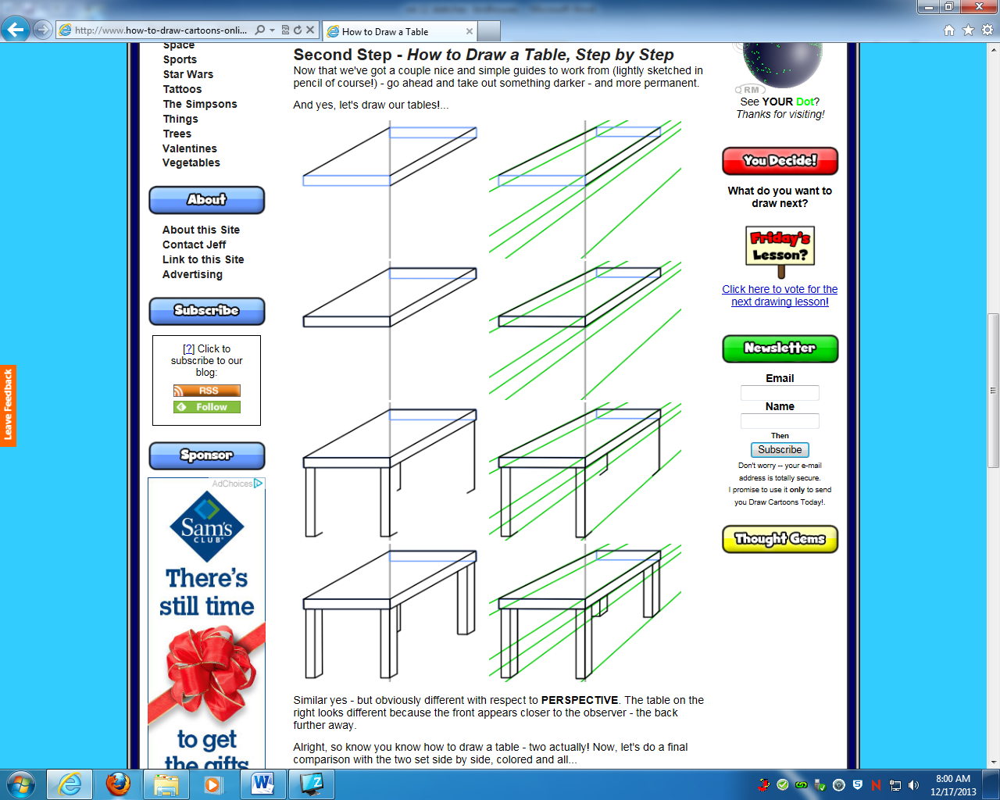 http://www.how-to-draw-cartoons-onli...
How to Draw a Table
Space
Sports
Star Wars
Tattoos
The Simpsons
Things
Trees
Valentines
Vegetables
About
About this Site
Contact Jeff
Link to this Site
Advertising
Subscribe
[?] Click to
subscribe to our
blog:
RSS
Follow
Sponsor
AdChoices
Sam's
CLUB
There's
still time
to get
the gifts
Leave Feedback
Second Step - How to Draw a Table, Step by Step
Now that we've got a couple nice and simple guides to work from (lightly sketched in
pencil of course!) - go ahead and take out something darker - and more permanent.
And yes, let's draw our tables!...
Similar yes - but obviously different with respect to PERSPECTIVE. The table on the
right looks different because the front appears closer to the observer - the back
further away.
Alright, so know you know how to draw a table - two actually! Now, let's do a final
comparison with the two set side by side, colored and all...
RM
See YOUR Dot?
Thanks for visiting!
You Decide!
What do you want to
draw next?
Friday's
Lesson?
Click here to vote for the
next drawing lesson!
Newsletter
Email
Name
Then
Subscribe
Don't worry -- your e-mail
address is totally secure.
I promise to use it only to send
you Draw Cartoons Today!.
Thought Gems
8:00 AM
12/17/2013